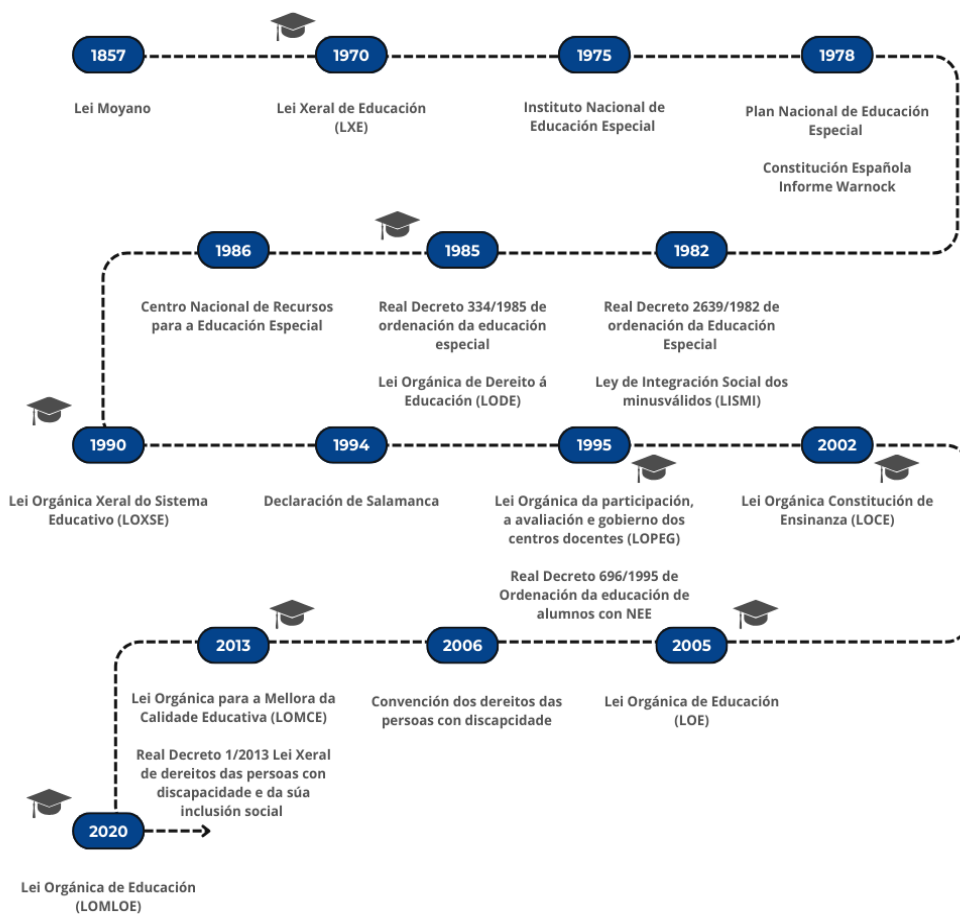 1857
Lei Moyano
1970
Lei Xeral de Educación
(LXE)
1975
Instituto Nacional de
Educación Especial
1978
Plan Nacional de Educación
Especial
Constitución Española
Informe Warnock
1982
Real Decreto 2639/1982 de
ordenación da Educación
Especial
Ley de Integración Social dos
minusválidos (LISMI)
1985
Real Decreto 334/1985 de
ordenación da educación
especial
Lei Orgánica de Dereito á
Educación (LODE)
1986
Centro Nacional de Recursos
para a Educación Especial
1990
Lei Orgánica Xeral do Sistema
Educativo (LOXSE)
1994
Declaración de Salamanca
1995
Lei Orgánica da participación,
a avaliación e gobierno dos
centros docentes (LOPEG)
Real Decreto 696/1995 de
Ordenación da educación de
alumnos con NEE
2002
Lei Orgánica Constitución de
Ensinanza (LOCE)
2005
Lei Orgánica de Educación
(LOE)
2006
Convención dos dereitos das
persoas con discapcidade
2013
Lei Orgánica para a Mellora da
Calidade Educativa (LOMCE)
Real Decreto 1/2013 Lei Xeral
de dereitos das persoas con
discapacidade e da súa
inclusión social
2020
Lei Orgánica de Educación
(LOMLOE)